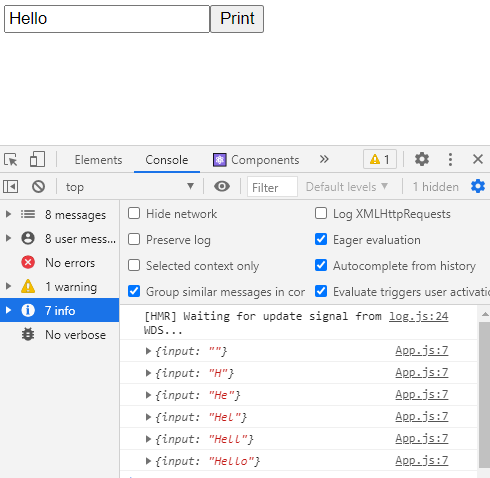 Hello Print
Elements Console Components » 1
top Filter Default levels 1 hidden
8 messages
8 user mess...
No errors
1 warning
7 info
No verbose
Hide network Log XMLHttpRequests
Preserve log Eager evaluation
Selected context only Autocomplete from history
Group similar messages in cor Evaluate triggers user activatio
[HMR] Waiting for update signal from log.js:24
WDS...
{input: ""} App.js:7
{input: "H"} App.js:7
{input: "He"} App.js:7
{input: "Hel"} App.js:7
{input: "Hell"} App.js:7
{input: "Hello"} App.js:7